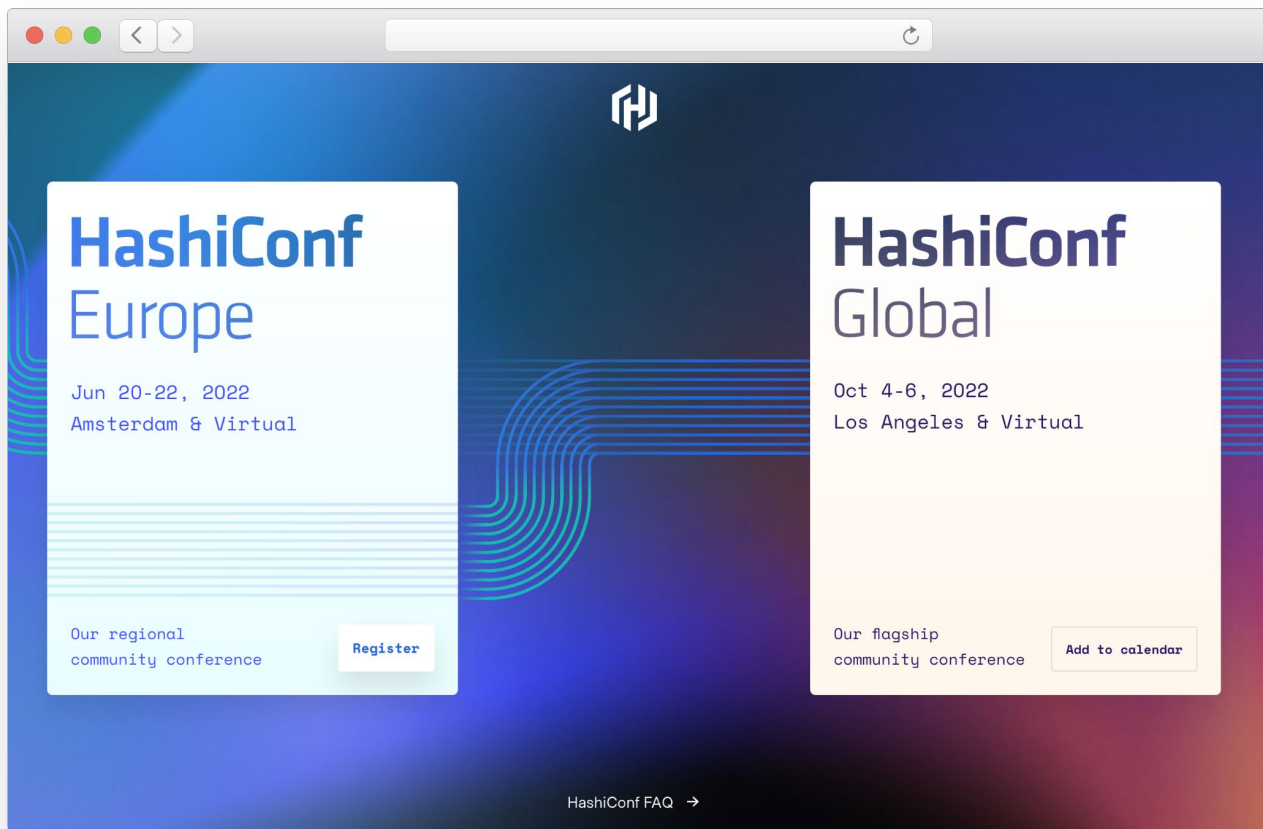 HashiConf
Europe
Jun 20-22, 2022
Amsterdam & Virtual
Our regional
community conference
Register
HashiConf
Global
Oct 4-6, 2022
Los Angeles & Virtual
Our flagship
community conference
Add to calendar
HashiConf FAQ →